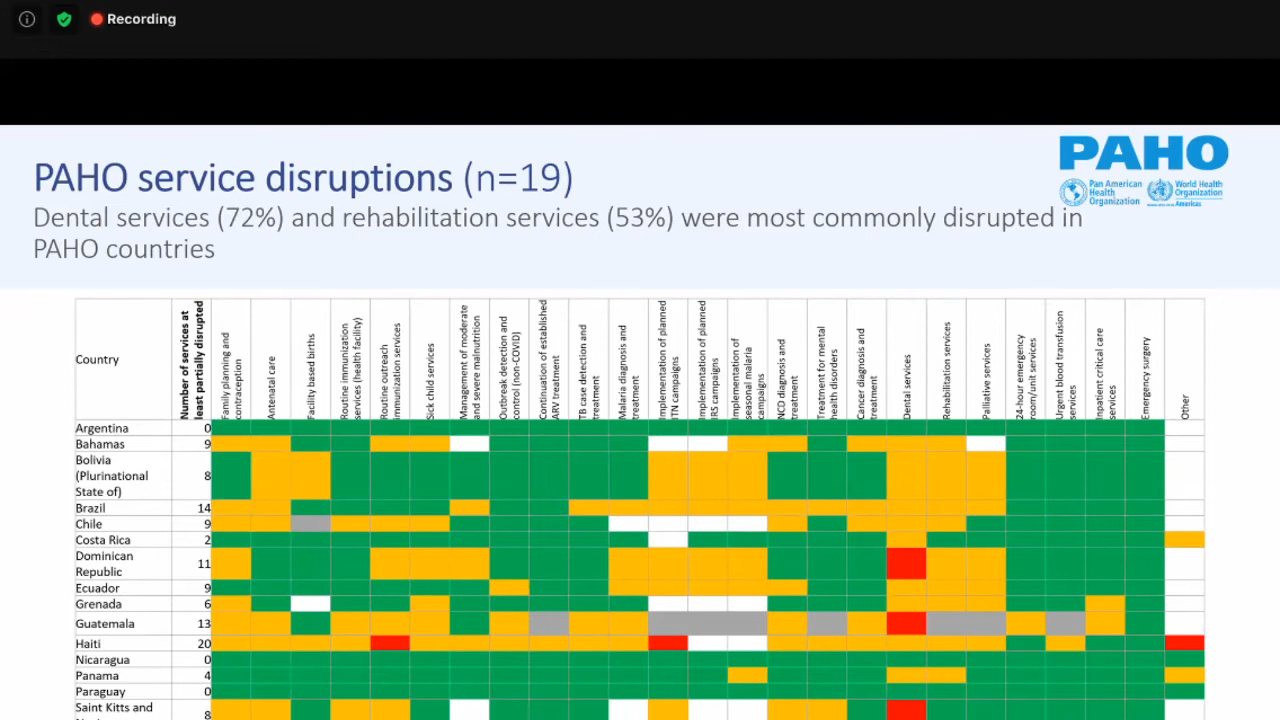 Recording
PAHO service disruptions (n=19)
PAHO
Pan American
Health
Organization
World Health
Organization
Americas
Dental services (72%) and rehabilitation services (53%) were most commonly disrupted in
PAHO countries
Country
Number of services at
least partially disrupted
Family planning and
contraception
Antenatal care
Facility based births
Routine immunization
services (health facility)
Routine outreach
immunization services
Sick child services
Management of moderate
and severe malnutrition
Outbreak detection and
control (non-COVID)
Continuation of established
ARV treatment
TB case detection and
treatment
Malaria diagnosis and
treatment
Implementation of planned
ITN campaigns
Implementation of planned
IRS campaigns
Implementation of
seasonal malaria
campaigns
NCD diagnosis and
treatment
Treatment for mental
health disorders
Cancer diagnosis and
treatment
Dental services
Rehabilitation services
Palliative services
24-hour emergency
room/unit services
Urgent blood transfusion
services
Inpatient critical care
services
Emergency surgery
Other
Argentina 0
Bahamas 9
Bolivia
(Plurinational
State of) 8
Brazil 14
Chile 9
Costa Rica 2
Dominican
Republic 11
Ecuador 9
Grenada 6
Guatemala 13
Haiti 20
Nicaragua 0
Panama 4
Paraguay 0
Saint Kitts and 8